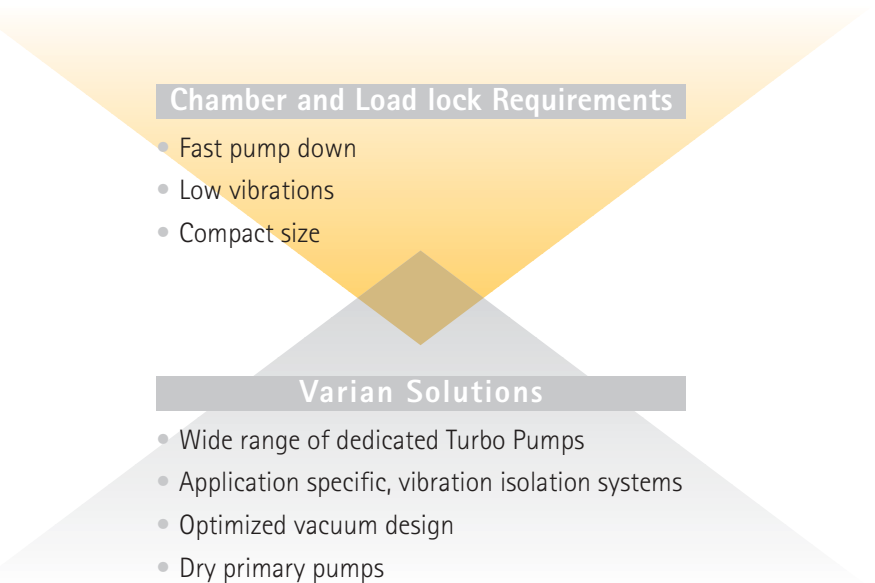 Chamber and Load lock Requirements
• Fast pump down
• Low vibrations
• Compact size
Varian Solutions
• Wide range of dedicated Turbo Pumps
• Application specific, vibration isolation systems
• Optimized vacuum design
• Dry primary pumps